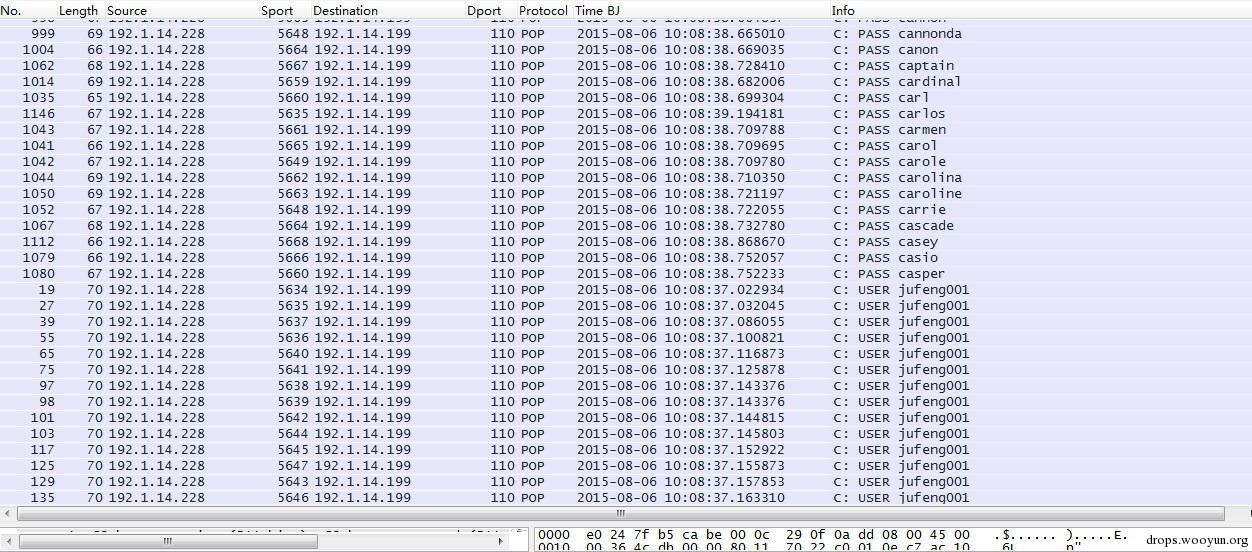 No. Length Source Sport Destination Dport Protocol Time BJ Info
999 69 192.1.14.228 5648 192.1.14.199 110 POP 2015-08-06 10:08:38.665010 C: PASS cannonda
1004 66 192.1.14.228 5664 192.1.14.199 110 POP 2015-08-06 10:08:38.669035 C: PASS canon
1062 68 192.1.14.228 5667 192.1.14.199 110 POP 2015-08-06 10:08:38.728410 C: PASS captain
1014 69 192.1.14.228 5659 192.1.14.199 110 POP 2015-08-06 10:08:38.682006 C: PASS cardinal
1035 65 192.1.14.228 5660 192.1.14.199 110 POP 2015-08-06 10:08:38.699304 C: PASS carl
1146 67 192.1.14.228 5635 192.1.14.199 110 POP 2015-08-06 10:08:39.194181 C: PASS carlos
1043 67 192.1.14.228 5661 192.1.14.199 110 POP 2015-08-06 10:08:38.709788 C: PASS carmen
1041 66 192.1.14.228 5665 192.1.14.199 110 POP 2015-08-06 10:08:38.709695 C: PASS carol
1042 67 192.1.14.228 5649 192.1.14.199 110 POP 2015-08-06 10:08:38.709780 C: PASS carole
1044 69 192.1.14.228 5662 192.1.14.199 110 POP 2015-08-06 10:08:38.710350 C: PASS carolina
1050 69 192.1.14.228 5663 192.1.14.199 110 POP 2015-08-06 10:08:38.721197 C: PASS caroline
1052 67 192.1.14.228 5648 192.1.14.199 110 POP 2015-08-06 10:08:38.722055 C: PASS carrie
1067 68 192.1.14.228 5664 192.1.14.199 110 POP 2015-08-06 10:08:38.732780 C: PASS cascade
1112 66 192.1.14.228 5668 192.1.14.199 110 POP 2015-08-06 10:08:38.868670 C: PASS casey
1079 66 192.1.14.228 5666 192.1.14.199 110 POP 2015-08-06 10:08:38.752057 C: PASS casio
1080 67 192.1.14.228 5660 192.1.14.199 110 POP 2015-08-06 10:08:38.752233 C: PASS casper
19 70 192.1.14.228 5634 192.1.14.199 110 POP 2015-08-06 10:08:37.022934 C: USER jufeng001
27 70 192.1.14.228 5635 192.1.14.199 110 POP 2015-08-06 10:08:37.032045 C: USER jufeng001
39 70 192.1.14.228 5637 192.1.14.199 110 POP 2015-08-06 10:08:37.086055 C: USER jufeng001
55 70 192.1.14.228 5636 192.1.14.199 110 POP 2015-08-06 10:08:37.100821 C: USER jufeng001
65 70 192.1.14.228 5640 192.1.14.199 110 POP 2015-08-06 10:08:37.116873 C: USER jufeng001
75 70 192.1.14.228 5641 192.1.14.199 110 POP 2015-08-06 10:08:37.125878 C: USER jufeng001
97 70 192.1.14.228 5638 192.1.14.199 110 POP 2015-08-06 10:08:37.143376 C: USER jufeng001
98 70 192.1.14.228 5639 192.1.14.199 110 POP 2015-08-06 10:08:37.143376 C: USER jufeng001
101 70 192.1.14.228 5642 192.1.14.199 110 POP 2015-08-06 10:08:37.144815 C: USER jufeng001
103 70 192.1.14.228 5644 192.1.14.199 110 POP 2015-08-06 10:08:37.145803 C: USER jufeng001
117 70 192.1.14.228 5645 192.1.14.199 110 POP 2015-08-06 10:08:37.152922 C: USER jufeng001
125 70 192.1.14.228 5647 192.1.14.199 110 POP 2015-08-06 10:08:37.155873 C: USER jufeng001
129 70 192.1.14.228 5643 192.1.14.199 110 POP 2015-08-06 10:08:37.157853 C: USER jufeng001
135 70 192.1.14.228 5646 192.1.14.199 110 POP 2015-08-06 10:08:37.163310 C: USER jufeng001
0000 e0 24 7f b5 ca be 00 0c 29 0f 0a dd 08 00 45 00 .$...... ).....E.
drops.wooyun.org